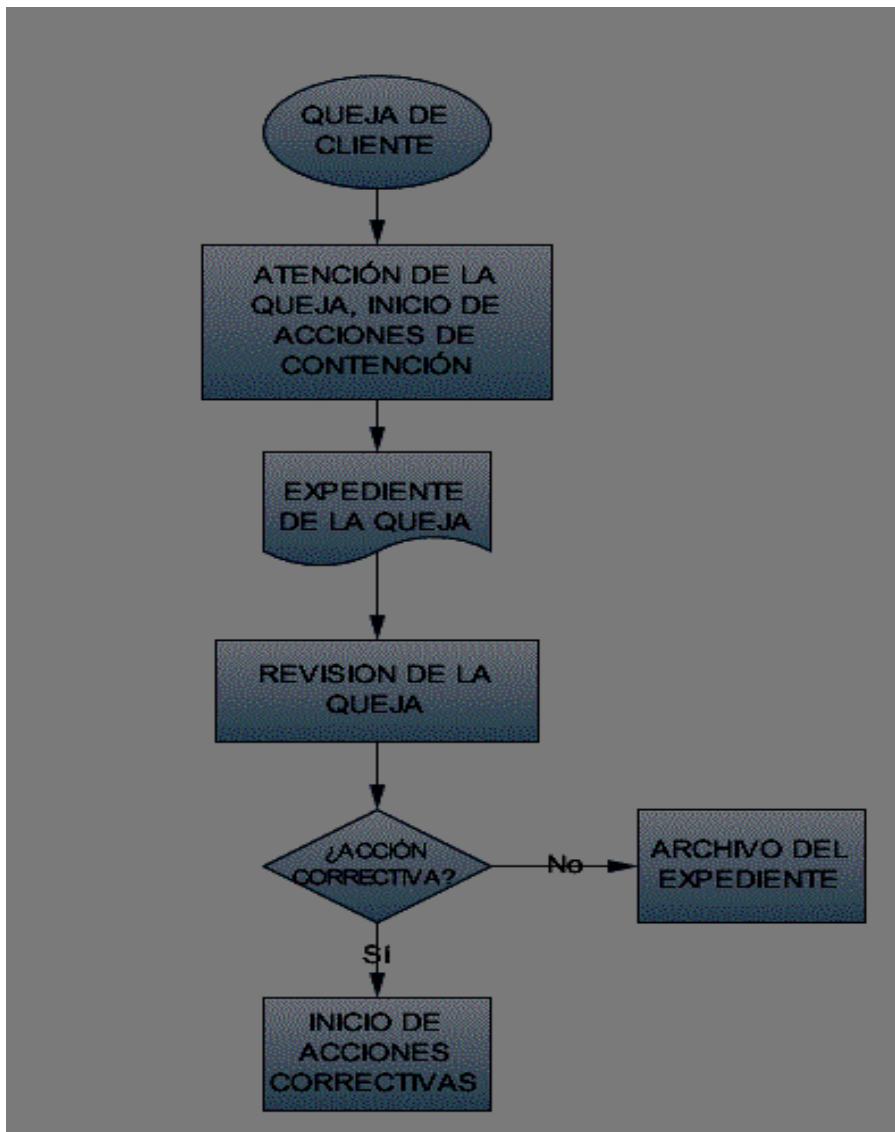 QUEJA DE
CLIENTE
ATENCIÓN DE LA
QUEJA, INICIO DE
ACCIONES DE
CONTENCIÓN
EXPEDIENTE
DE LA QUEJA
REVISION DE LA
QUEJA
¿ACCIÓN
CORRECTIVA?
No
ARCHIVO DEL
EXPEDIENTE
Sí
INICIO DE
ACCIONES
CORRECTIVAS